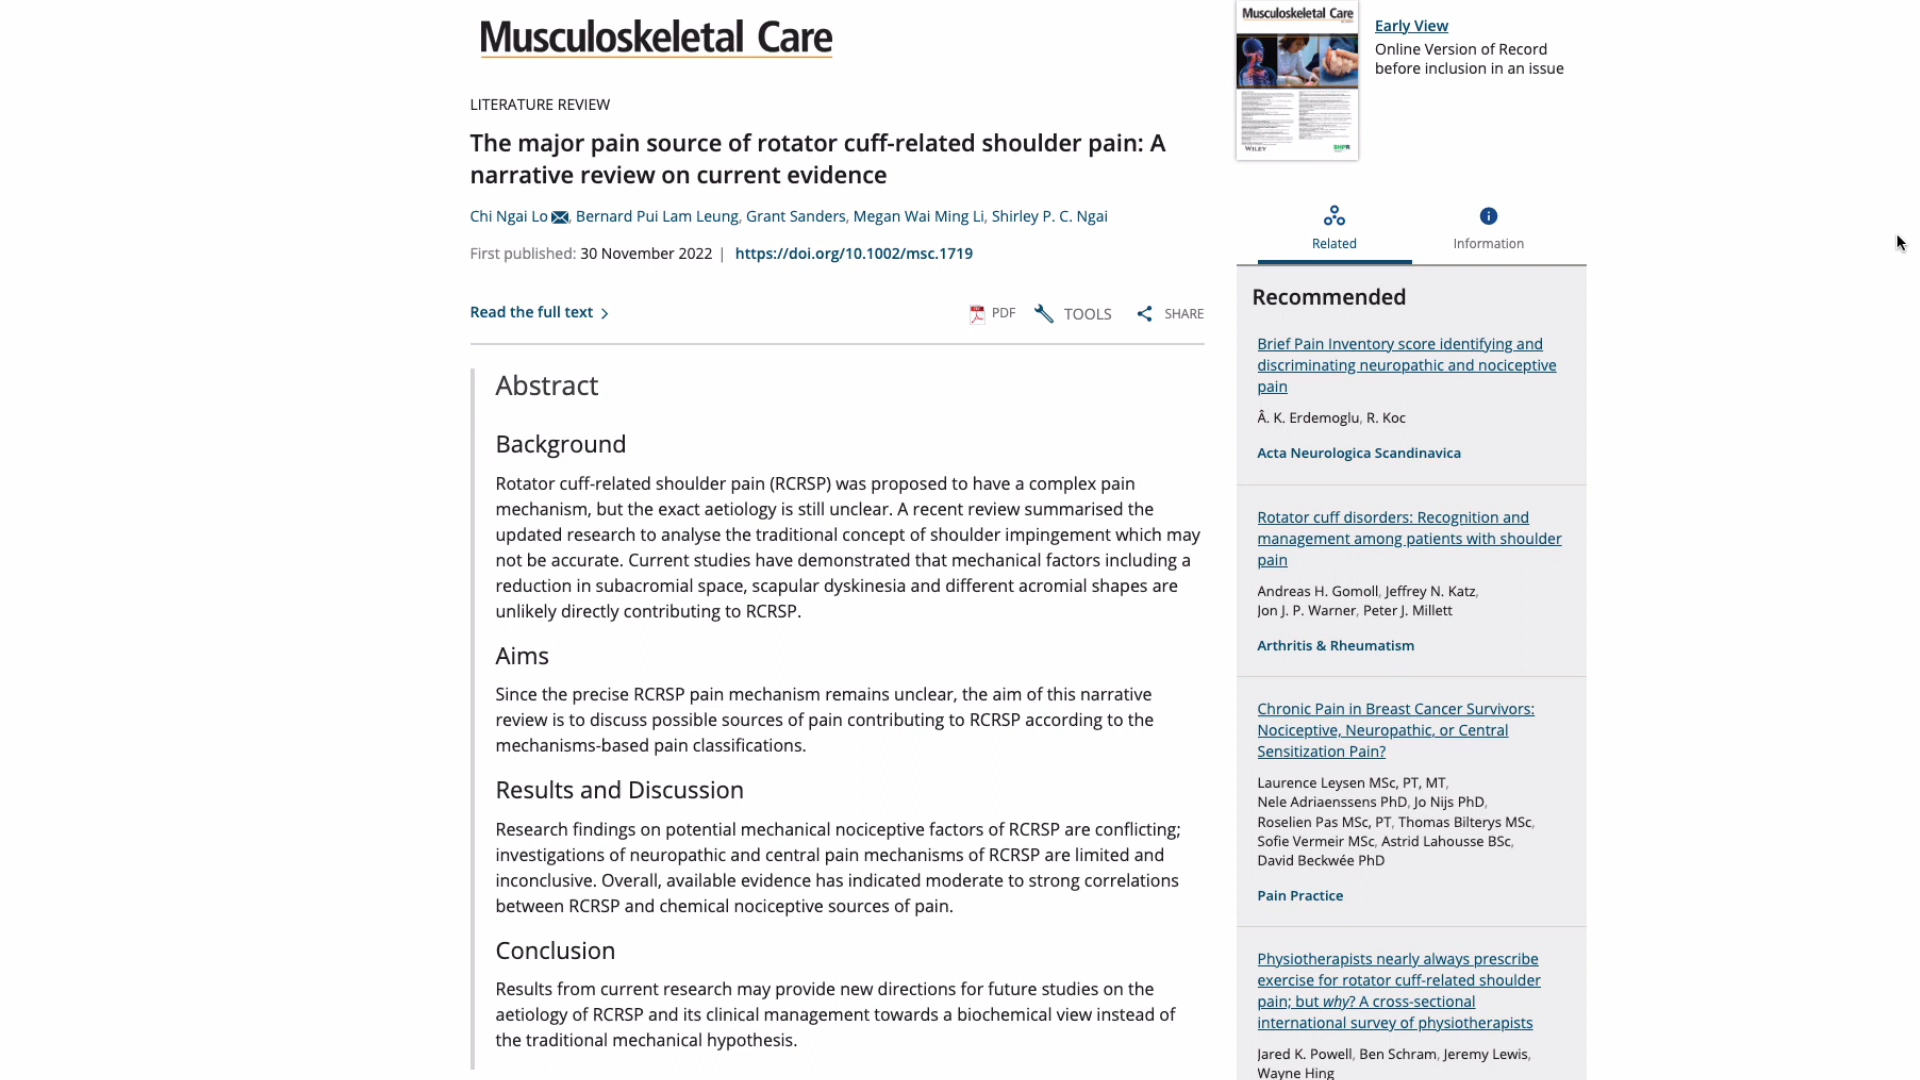 Musculoskeletal Care
LITERATURE REVIEW
The major pain source of rotator cuff-related shoulder pain: A
narrative review on current evidence
Chi Ngai Lo, Bernard Pui Lam Leung, Grant Sanders, Megan Wai Ming Li, Shirley P. C. Ngai
First published: 30 November 2022 | https://doi.org/10.1002/msc.1719
Read the full text
PDF TOOLS SHARE
Abstract
Background
Rotator cuff-related shoulder pain (RCRSP) was proposed to have a complex pain
mechanism, but the exact aetiology is still unclear. A recent review summarised the
updated research to analyse the traditional concept of shoulder impingement which may
not be accurate. Current studies have demonstrated that mechanical factors including a
reduction in subacromial space, scapular dyskinesia and different acromial shapes are
unlikely directly contributing to RCRSP.
Aims
Since the precise RCRSP pain mechanism remains unclear, the aim of this narrative
review is to discuss possible sources of pain contributing to RCRSP according to the
mechanisms-based pain classifications.
Results and Discussion
Research findings on potential mechanical nociceptive factors of RCRSP are conflicting;
investigations of neuropathic and central pain mechanisms of RCRSP are limited and
inconclusive. Overall, available evidence has indicated moderate to strong correlations
between RCRSP and chemical nociceptive sources of pain.
Conclusion
Results from current research may provide new directions for future studies on the
aetiology of RCRSP and its clinical management towards a biochemical view instead of
the traditional mechanical hypothesis.
Musculoskeletal Care
WILEY
Early View
Online Version of Record
before inclusion in an issue
Related
Information
Recommended
Brief Pain Inventory score identifying and
discriminating neuropathic and nociceptive
pain
Â. K. Erdemoglu, R. Koc
Acta Neurologica Scandinavica
Rotator cuff disorders: Recognition and
management among patients with shoulder
pain
Andreas H. Gomoll, Jeffrey N. Katz,
Jon J. P. Warner, Peter J. Millett
Arthritis & Rheumatism
Chronic Pain in Breast Cancer Survivors:
Nociceptive, Neuropathic, or Central
Sensitization Pain?
Laurence Leysen MSc, PT, MT,
Nele Adriaenssens PhD, Jo Nijs PhD,
Roselien Pas MSc, PT, Thomas Bilterys MSc,
Sofie Vermeir MSc, Astrid Lahousse BSc,
David Beckwée PhD
Pain Practice
Physiotherapists nearly always prescribe
exercise for rotator cuff-related shoulder
pain; but why? A cross-sectional
international survey of physiotherapists
Jared K. Powell, Ben Schram, Jeremy Lewis,
Wayne Hing